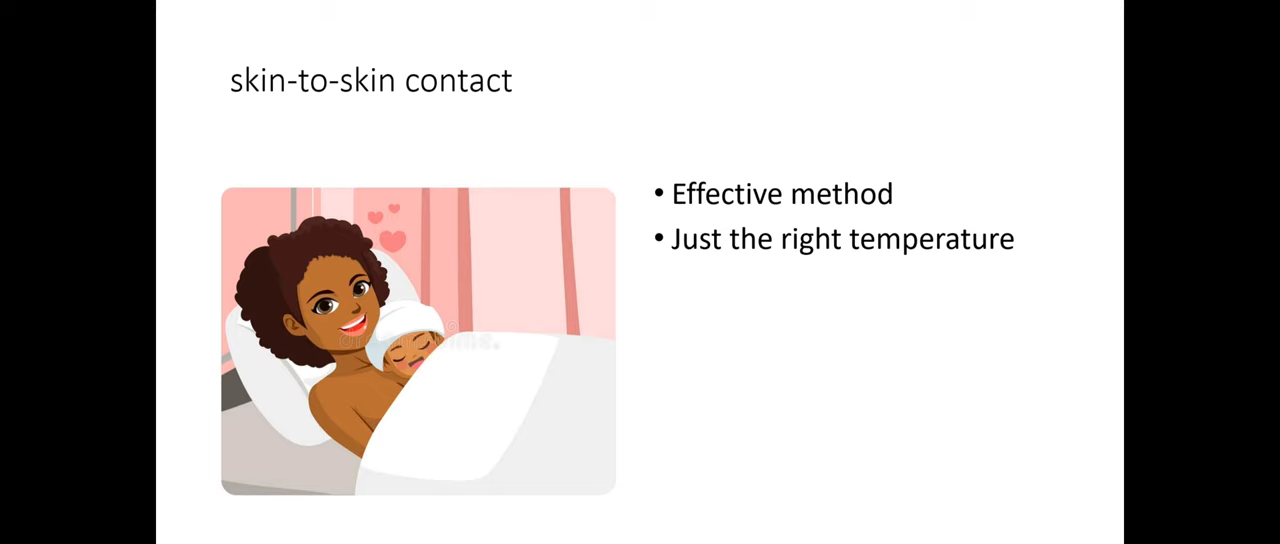 skin-to-skin contact
• Effective method
• Just the right temperature